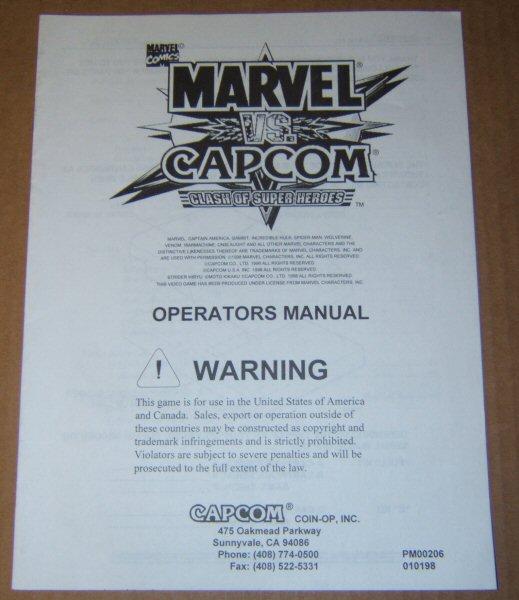 MARVEL
COMICS
MARVEL®
VS.
CAPCOM®
CLASH OF SUPER HEROES™
MARVEL, CAPTAIN AMERICA, GAMBIT, INCREDIBLE HULK, SPIDER-MAN, WOLVERINE,
VENOM, WARMACHINE, ONSLAUGHT AND ALL OTHER MARVEL CHARACTERS AND THE
DISTINCTIVE LIKENESSES THEREOF ARE TRADEMARKS OF MARVEL CHARACTERS, INC. AND
ARE USED WITH PERMISSION. ©1998 MARVEL CHARACTERS, INC. ALL RIGHTS RESERVED.
©CAPCOM CO., LTD. 1998 ALL RIGHTS RESERVED.
©CAPCOM U.S.A. INC. 1998 ALL RIGHTS RESERVED.
STRIDER HIRYU ©MOTO KIKAKU ©CAPCOM CO., LTD. 1998 ALL RIGHTS RESERVED.
THIS VIDEO GAME HAS BEEN PRODUCED UNDER LICENSE FROM MARVEL CHARACTERS, INC.
OPERATORS MANUAL
! WARNING
This game is for use in the United States of America
and Canada. Sales, export or operation outside of
these countries may be constructed as copyright and
trademark infringements and is strictly prohibited.
Violators are subject to severe penalties and will be
prosecuted to the full extent of the law.
CAPCOM® COIN-OP, INC.
475 Oakmead Parkway
Sunnyvale, CA 94086
Phone: (408) 774-0500 PM00206
Fax: (408) 522-5331 010198